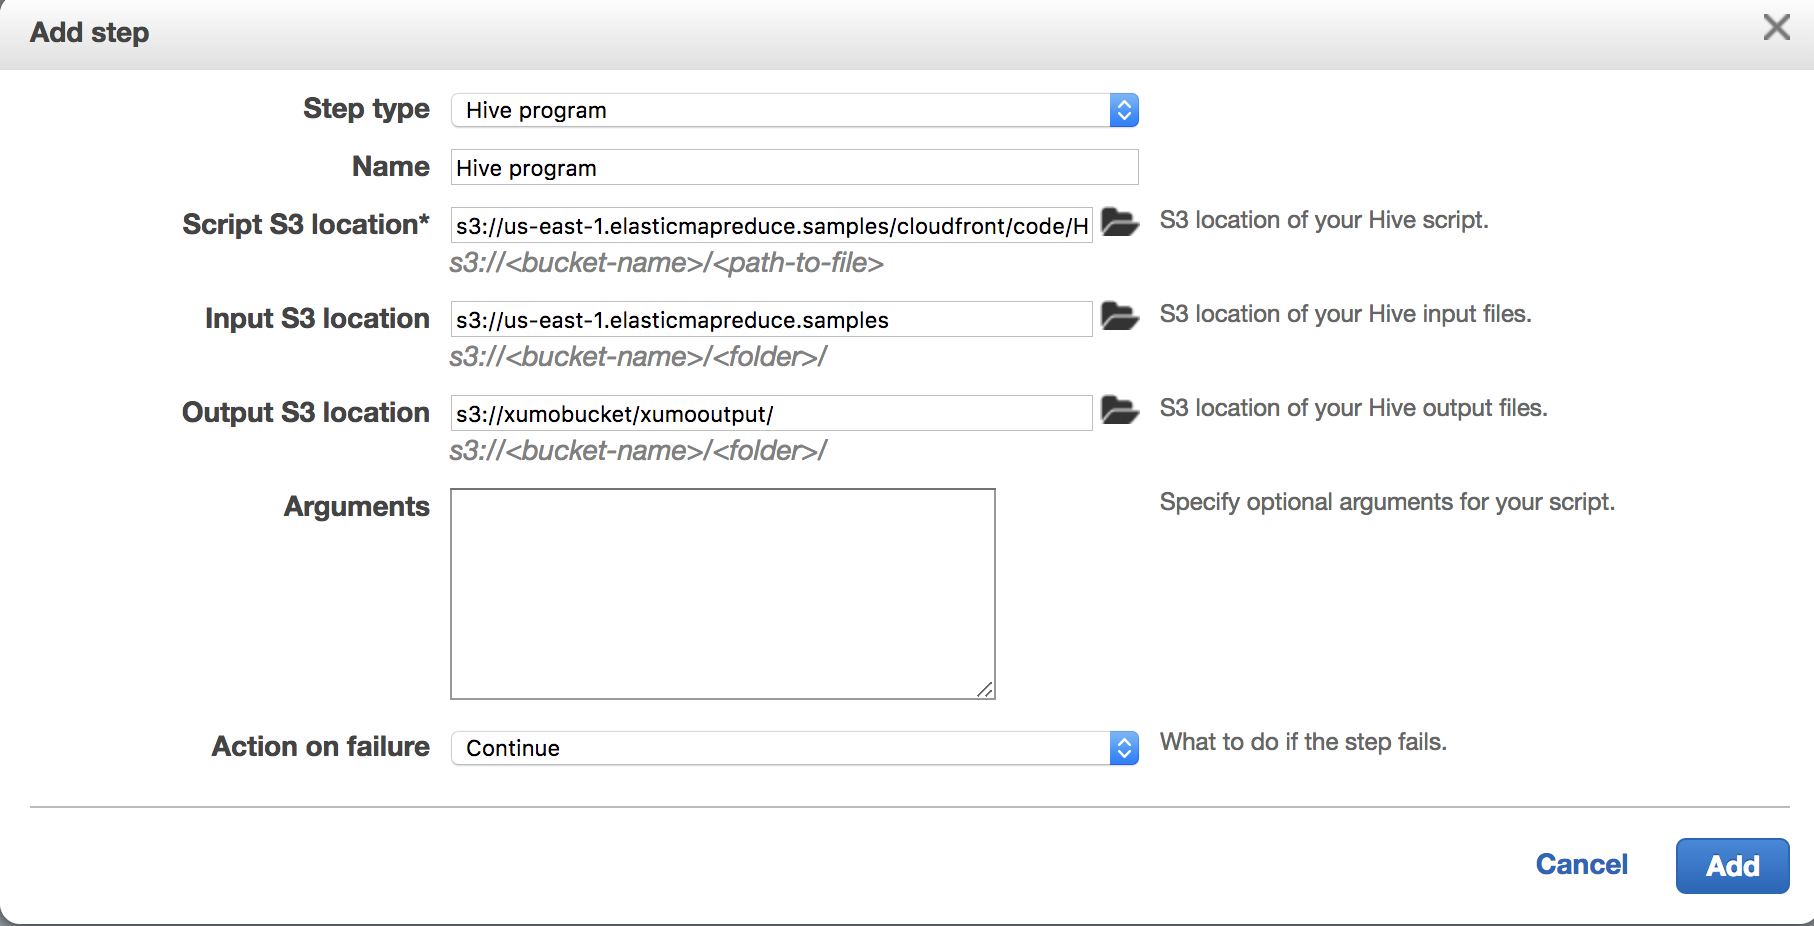 Add step
Step type Hive program
Name Hive program
Script S3 location* s3://us-east-1.elasticmapreduce.samples/cloudfront/code/H S3 location of your Hive script.
s3://<bucket-name>/<path-to-file>
Input S3 location s3://us-east-1.elasticmapreduce.samples S3 location of your Hive input files.
s3://<bucket-name>/<folder>/
Output S3 location s3://xumobucket/xumooutput/ S3 location of your Hive output files.
s3://<bucket-name>/<folder>/
Arguments Specify optional arguments for your script.
Action on failure Continue What to do if the step fails.
Cancel Add